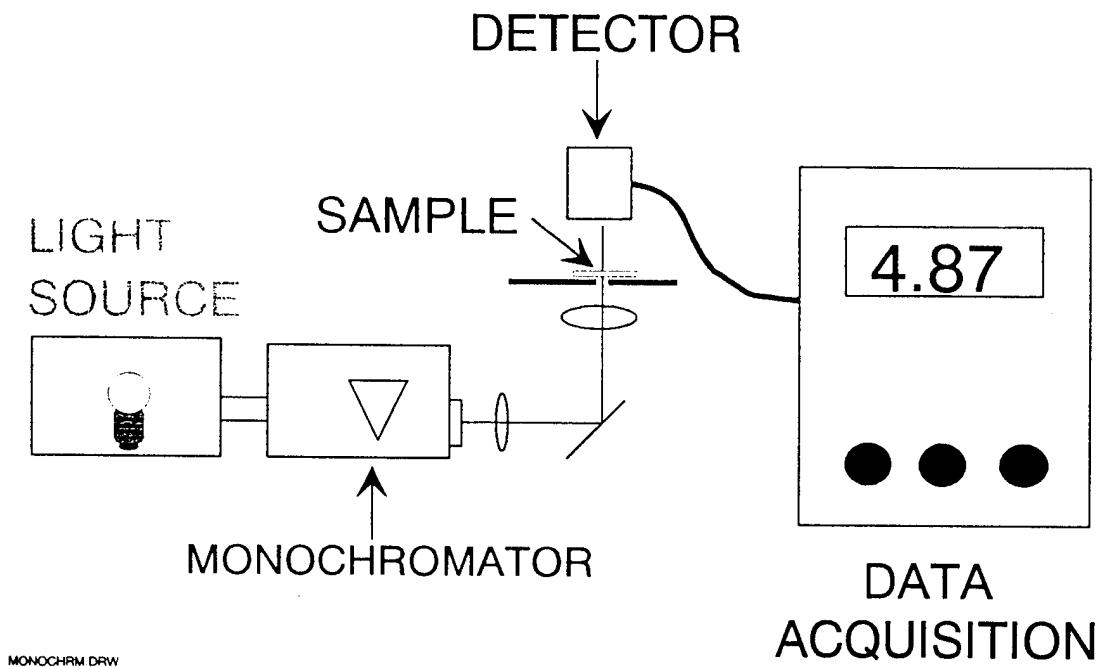 DETECTOR
SAMPLE
LIGHT
SOURCE
4.87
MONOCHROMATOR
DATA
ACQUISITION
MONOCHRM DRW